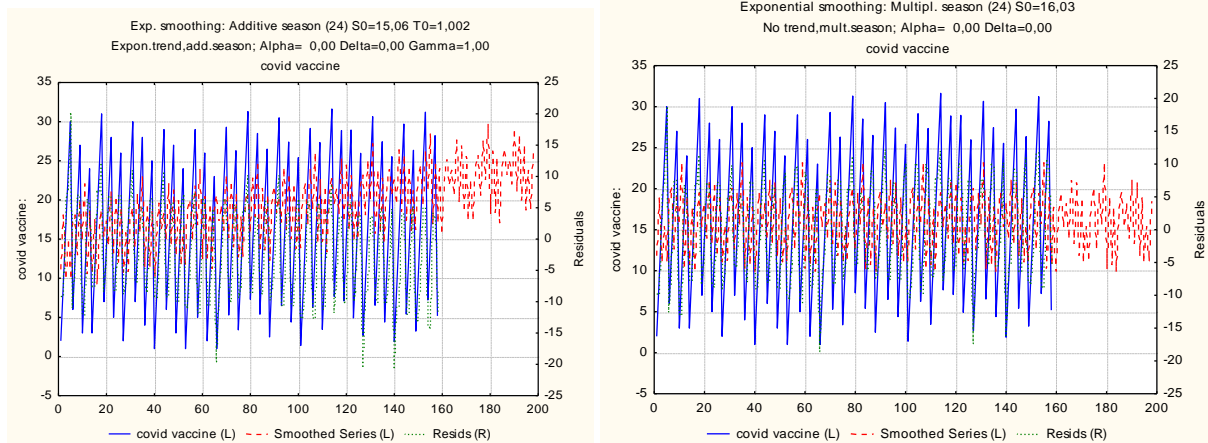 Exp. smoothing: Additive season (24) S0=15,06 T0=1,002
Expon.trend,add.season; Alpha= 0,00 Delta=0,00 Gamma=1,00
covid vaccine
35
30
25
20
15
10
5
0
-5
covid vaccine:
25
20
15
10
5
0
-5
-10
-15
-20
-25
Residuals
0 20 40 60 80 100 120 140 160 180 200
covid vaccine (L) Smoothed Series (L) Resids (R)
Exponential smoothing: Multipl. season (24) S0=16,03
No trend,mult.season; Alpha= 0,00 Delta=0,00
covid vaccine
35
30
25
20
15
10
5
0
-5
covid vaccine:
25
20
15
10
5
0
-5
-10
-15
-20
-25
Residuals
0 20 40 60 80 100 120 140 160 180 200
covid vaccine (L) Smoothed Series (L) Resids (R)